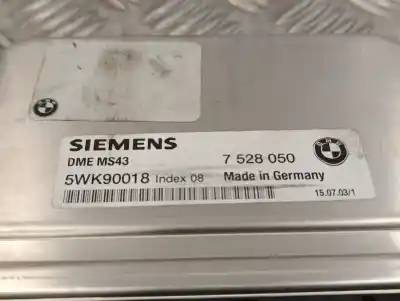 SIEMENS
DME MS43 7 528 050
5WK90018 Index 08 Made in Germany
15.07.03/1